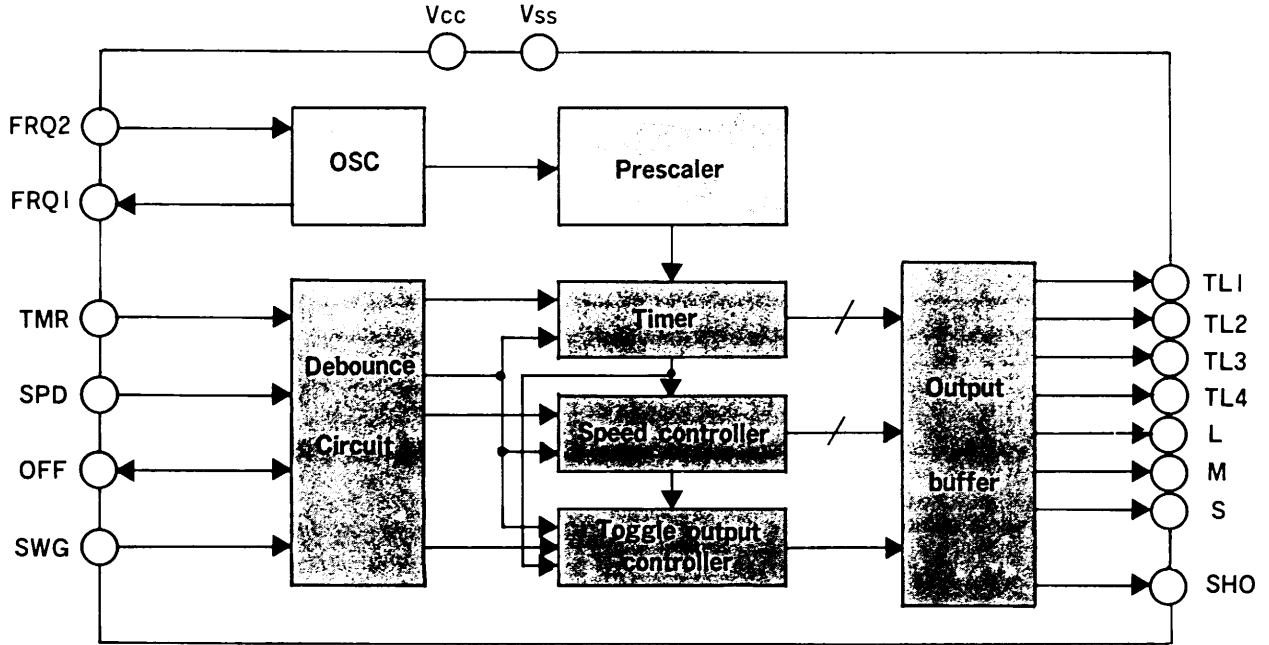 Vcc
Vss
FRQ2
OSC
Prescaler
FRQ1
TMR
SPD
OFF
SWG
Debounce
Circuit
Timer
Speed controller
Toggle output
controller
Output
buffer
TL1
TL2
TL3
TL4
L
M
S
SHO